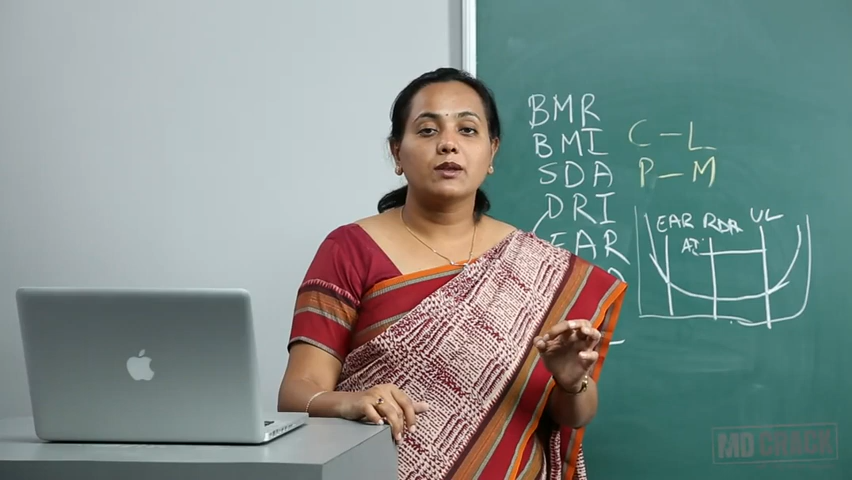 BMR
BMI
SDA
DRI
EAR
C - L
P - M
EAR RDA UL
AI
MD CRACK